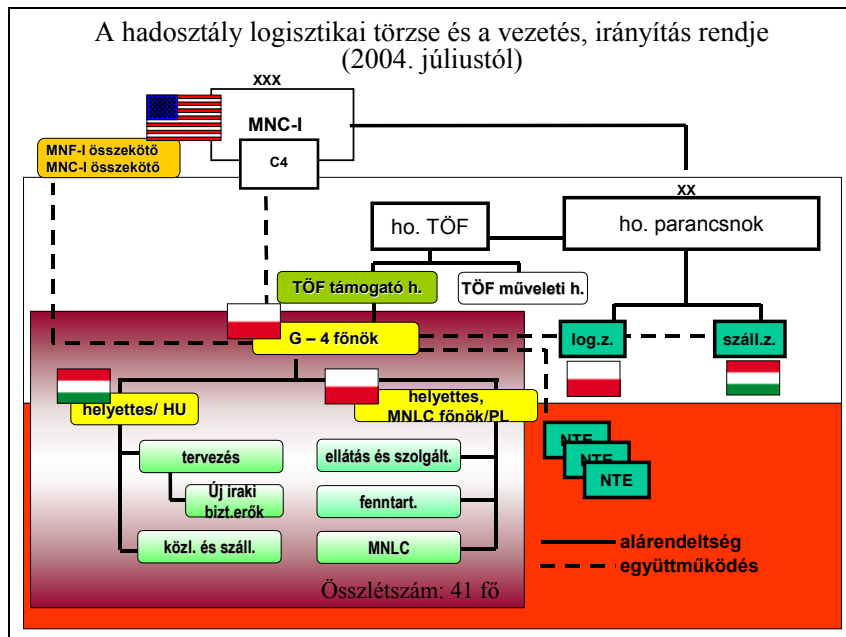 A hadosztály logisztikai törzse és a vezetés, irányítás rendje
(2004. júliustól)
XXX
MNC-I
C4
MNF-I összekötő
MNC-I összekötő
XX
ho. TÖF
ho. parancsnok
TÖF támogató h.
TÖF műveleti h.
G – 4 főnök
log.z.
száll.z.
helyettes/ HU
helyettes,
MNLC főnök/PL
tervezés
Új iraki
bizt.erők
közl. és száll.
ellátás és szolgált.
fenntart.
MNLC
NTE
NTE
NTE
alárendeltség
együttműködés
Összlétszám: 41 fő